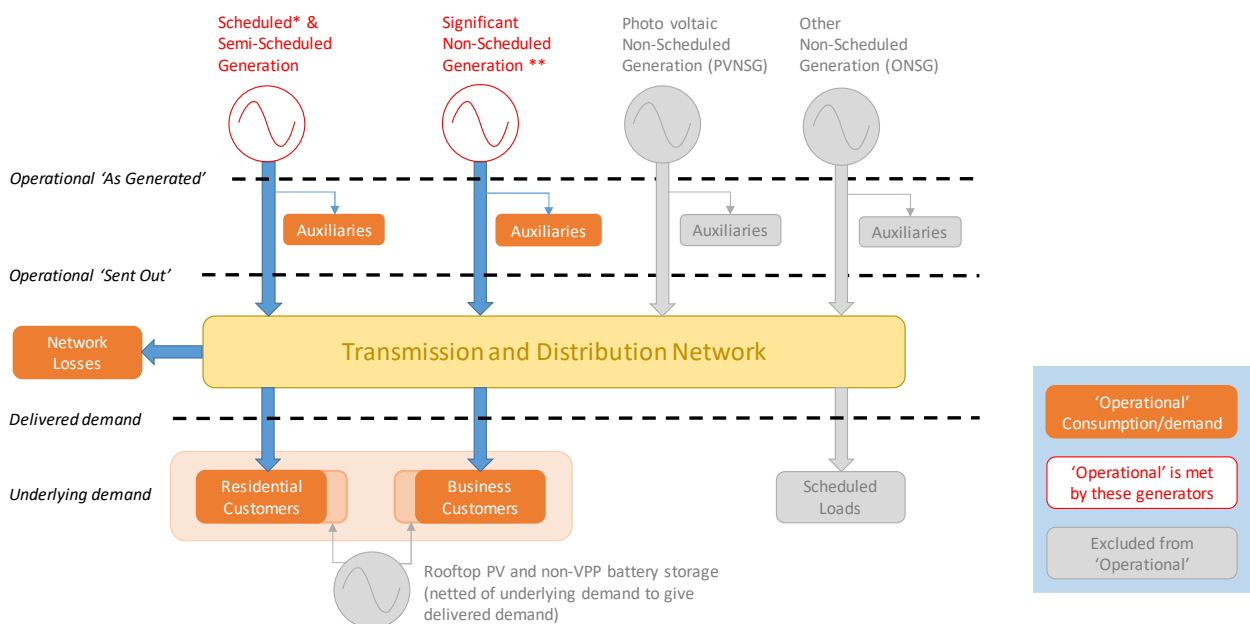 Scheduled* &
Semi-Scheduled
Generation
Significant
Non-Scheduled
Generation **
Photo voltaic
Non-Scheduled
Generation (PVNSG)
Other
Non-Scheduled
Generation (ONSG)
Operational ‘As Generated’
Auxiliaries
Auxiliaries
Auxiliaries
Auxiliaries
Operational ‘Sent Out’
Network
Losses
Transmission and Distribution Network
Delivered demand
Underlying demand
Residential
Customers
Business
Customers
Scheduled
Loads
Rooftop PV and non-VPP battery storage
(netted of underlying demand to give
delivered demand)
‘Operational’
Consumption/demand
‘Operational’ is met
by these generators
Excluded from
‘Operational’